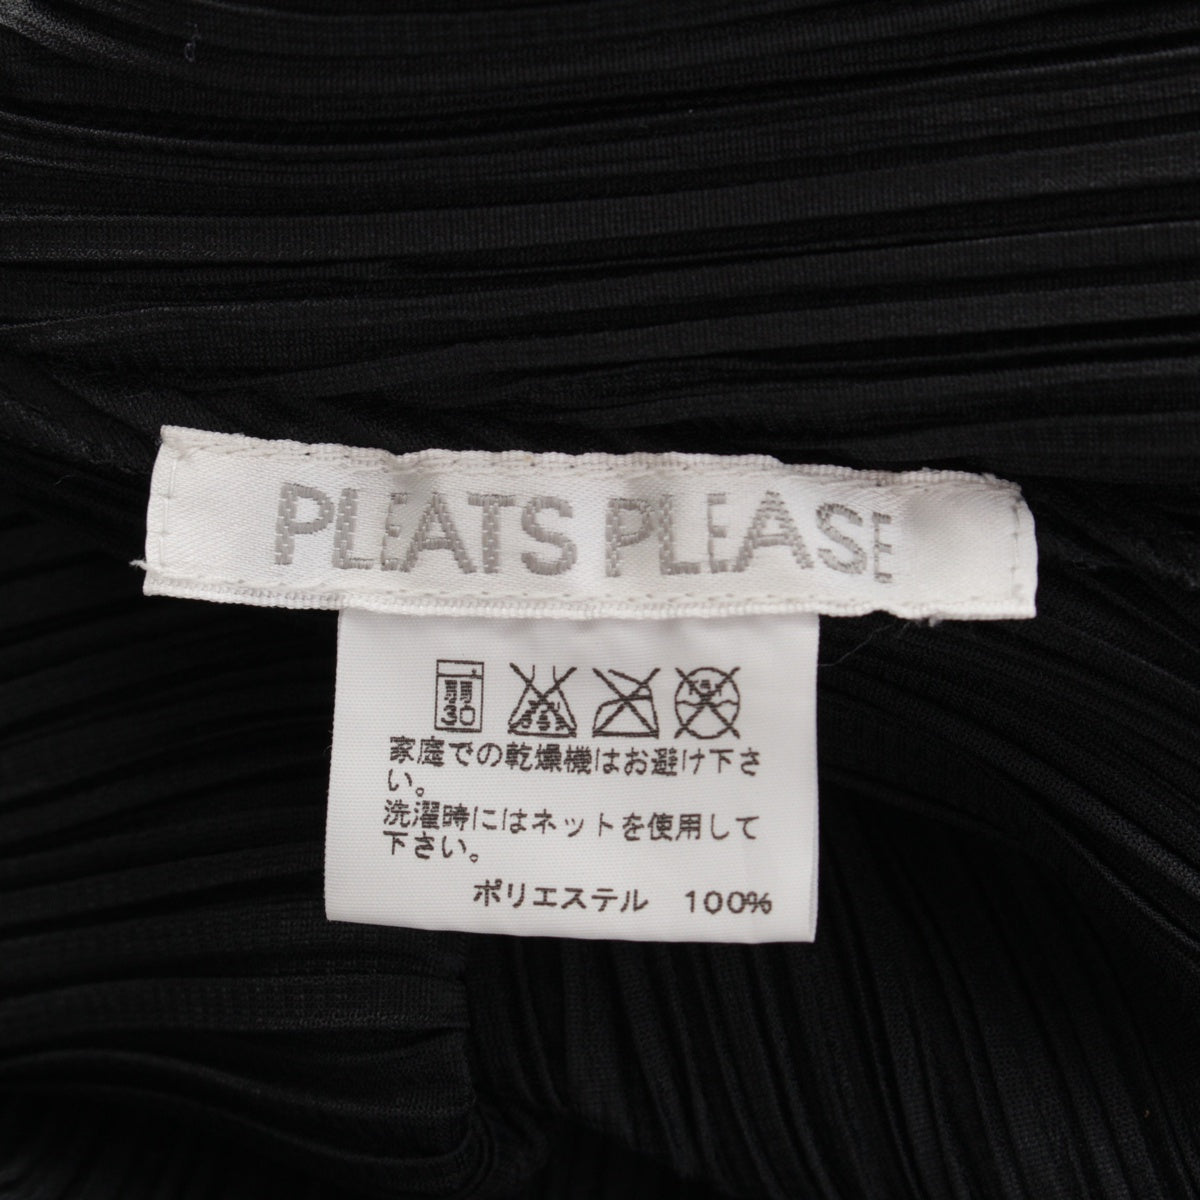 PLEATS PLEASE
弱
30
家庭での乾燥機はお避け下さ
い。
洗濯時にはネットを使用して
下さい。
ポリエステル 100%